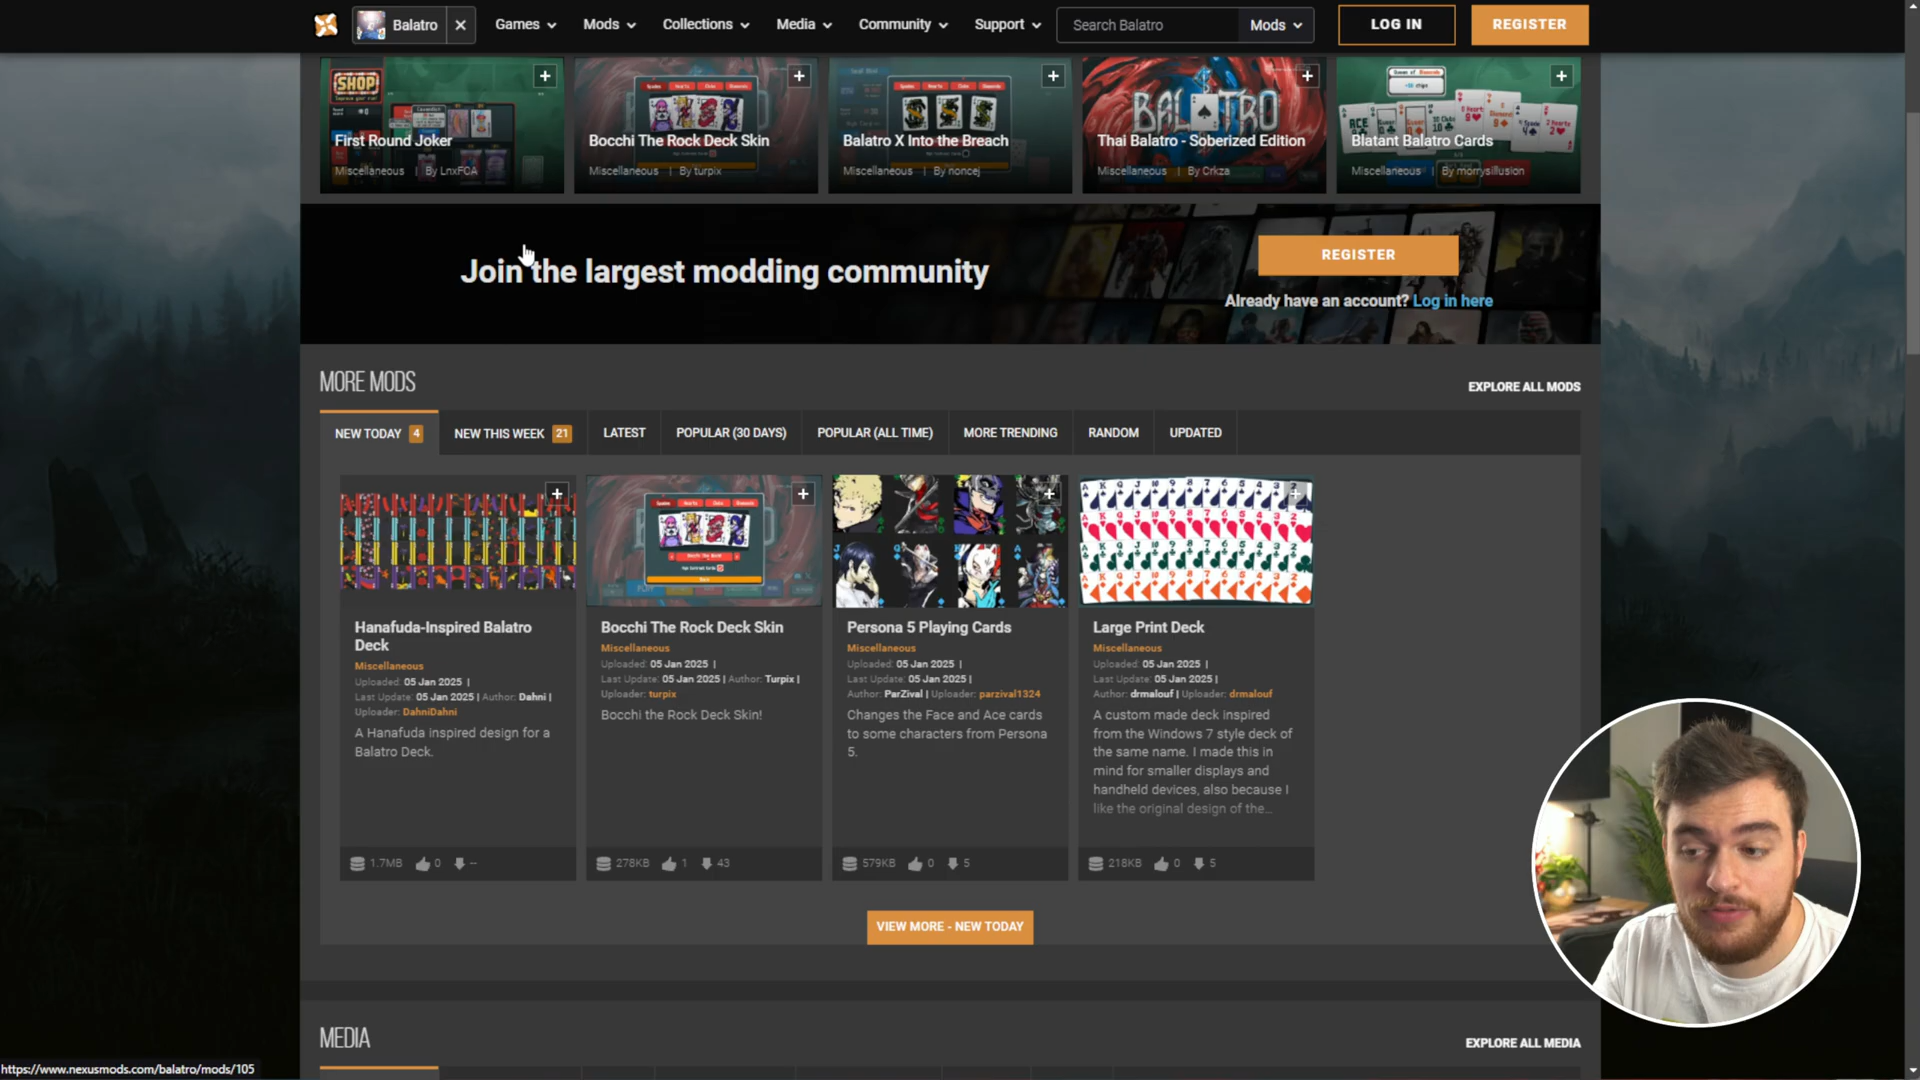 Balatro
Games
Mods
Collections
Media
Community
Support
Search Balatro
Mods
LOG IN
REGISTER
SHOP
First Round Joker
Miscellaneous | By LnxFCA
Bocchi The Rock Deck Skin
Miscellaneous | By turpix
Balatro X Into the Breach
Miscellaneous | By noncej
BALATRO
Thai Balatro - Soberized Edition
Miscellaneous | By Crkza
Blatant Balatro Cards
Miscellaneous | By morrysillusion
Join the largest modding community
REGISTER
Already have an account? Log in here
MORE MODS
EXPLORE ALL MODS
NEW TODAY 4
NEW THIS WEEK 21
LATEST
POPULAR (30 DAYS)
POPULAR (ALL TIME)
MORE TRENDING
RANDOM
UPDATED
Hanafuda-Inspired Balatro
Deck
Miscellaneous
Uploaded: 05 Jan 2025 |
Last Update: 05 Jan 2025 | Author: Dahni |
Uploader: DahniDahni
A Hanafuda inspired design for a
Balatro Deck.
1.7MB 0 --
Bocchi The Rock Deck Skin
Miscellaneous
Uploaded: 05 Jan 2025 |
Last Update: 05 Jan 2025 | Author: Turpix |
Uploader: turpix
Bocchi the Rock Deck Skin!
278KB 1 43
Persona 5 Playing Cards
Miscellaneous
Uploaded: 05 Jan 2025 |
Last Update: 05 Jan 2025 |
Author: ParZival | Uploader: parzival1324
Changes the Face and Ace cards
to some characters from Persona
5.
579KB 0 5
Large Print Deck
Miscellaneous
Uploaded: 05 Jan 2025 |
Last Update: 05 Jan 2025 |
Author: drmalouf | Uploader: drmalouf
A custom made deck inspired
from the Windows 7 style deck of
the same name. I made this in
mind for smaller displays and
handheld devices, also because I
like the original design of the...
218KB 0 5
VIEW MORE - NEW TODAY
MEDIA
EXPLORE ALL MEDIA
https://www.nexusmods.com/balatro/mods/105